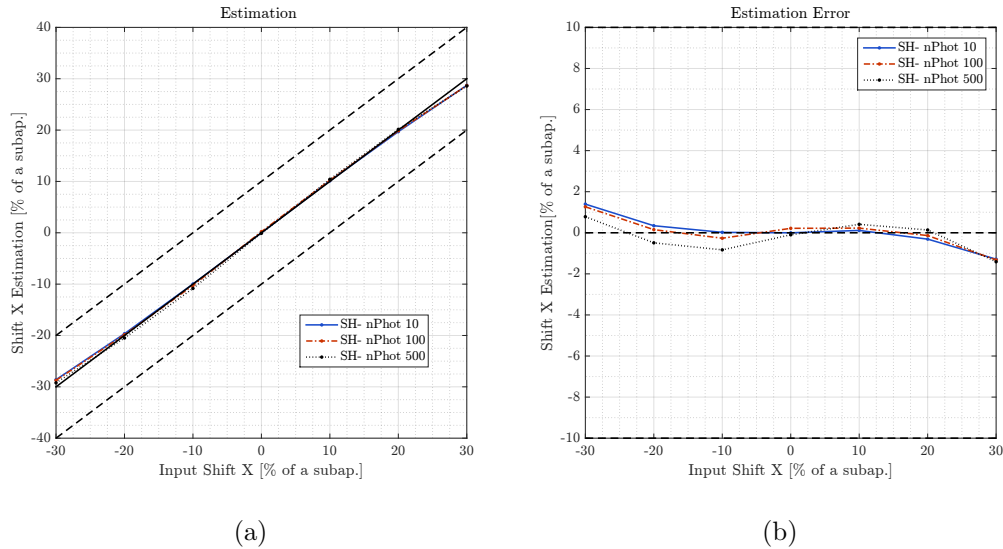 Estimation
40
30
20
10
0
-10
-20
-30
-40
Shift X Estimation [% of a subap.]
SH- nPhot 10
SH- nPhot 100
SH- nPhot 500
-30 -20 -10 0 10 20 30
Input Shift X [% of a subap.]
(a)
Estimation Error
10
8
6
4
2
0
-2
-4
-6
-8
-10
Shift X Estimation[% of a subap.]
SH- nPhot 10
SH- nPhot 100
SH- nPhot 500
-30 -20 -10 0 10 20 30
Input Shift X [% of a subap.]
(b)